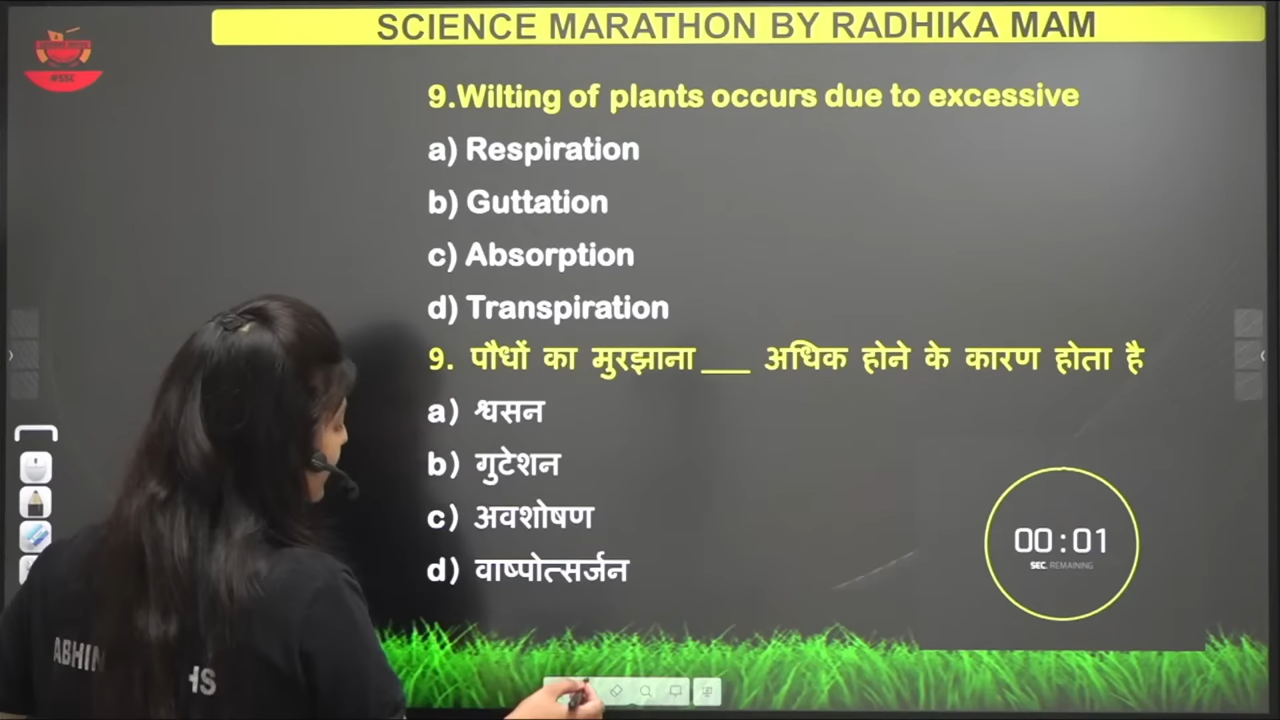 SCIENCE MARATHON BY RADHIKA MAM
#SSC
9.Wilting of plants occurs due to excessive
a) Respiration
b) Guttation
c) Absorption
d) Transpiration
9. पौधों का मुरझाना ___ अधिक होने के कारण होता है
a) श्वसन
b) गुटेशन
c) अवशोषण
d) वाष्पोत्सर्जन
00:01
SEC. REMAINING